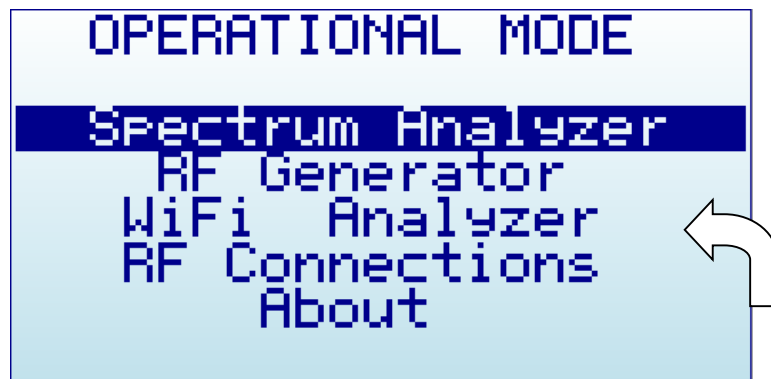 OPERATIONAL MODE
Spectrum Analyzer
RF Generator
WiFi  Analyzer
RF Connections
About